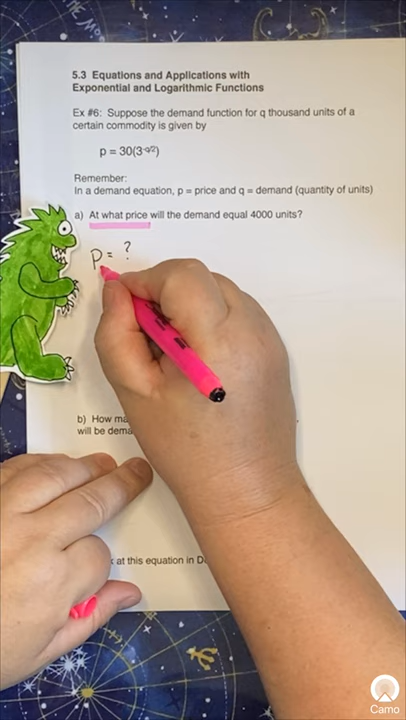 5.3 Equations and Applications with
Exponential and Logarithmic Functions
Ex #6: Suppose the demand function for q thousand units of a
certain commodity is given by
p = 30(3^-q/2)
Remember:
In a demand equation, p = price and q = demand (quantity of units)
a) At what price will the demand equal 4000 units?
p = ?
b) How
will be
at this equation in
Camo